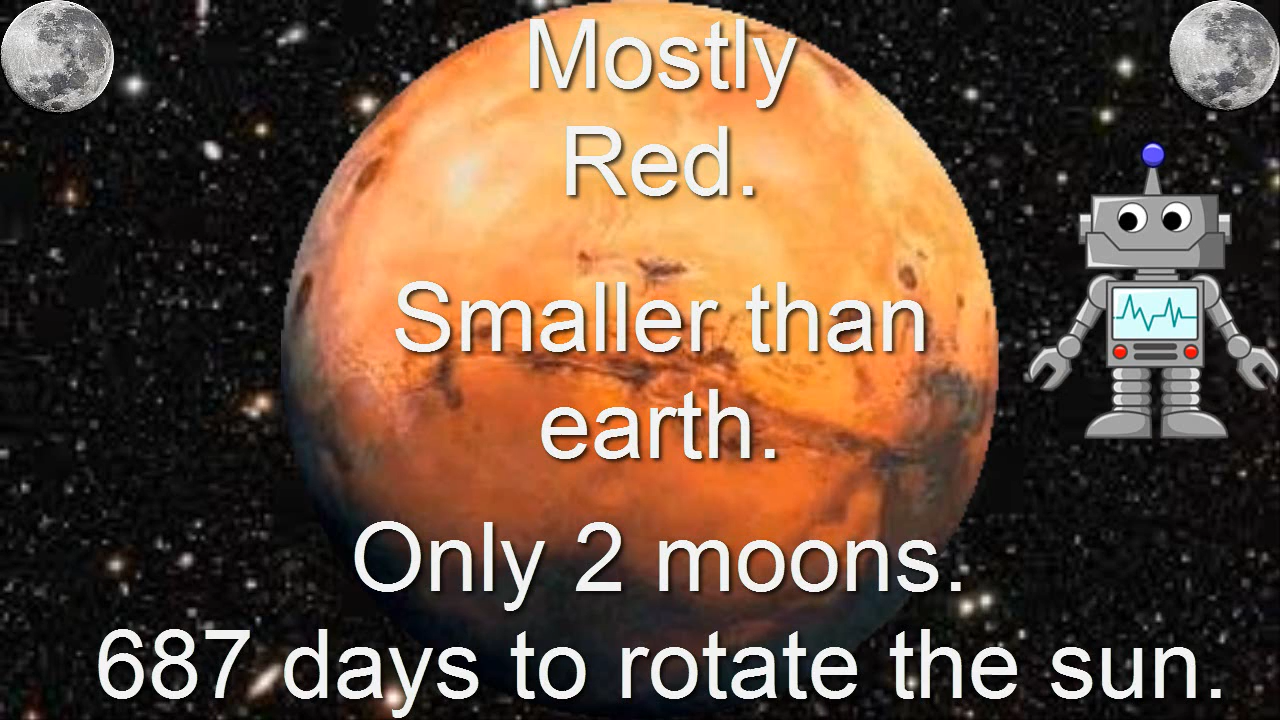 Mostly
Red.
Smaller than
earth.
Only 2 moons.
687 days to rotate the sun.